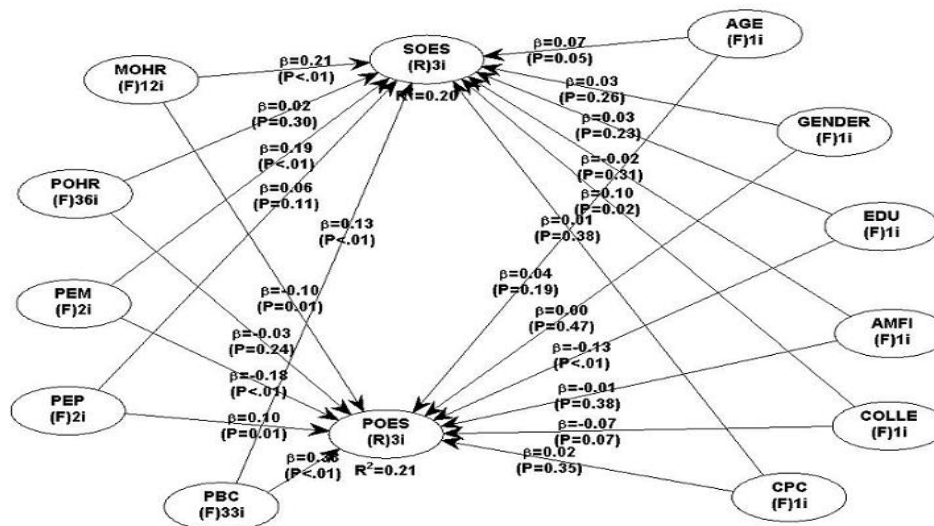 AGE
(F)1i
SOES
(R)3i
β=0.07
(P=0.05)
MOHR
(F)12i
β=0.21
(P<.01)
R²=0.20
β=0.03
(P=0.26)
β=0.02
(P=0.30)
GENDER
(F)1i
β=0.03
(P=0.23)
β=0.19
(P<.01)
β=-0.02
(P=0.31)
POHR
(F)36i
β=0.06
(P=0.11)
β=0.10
(P=0.02)
EDU
(F)1i
β=0.13
(P<.01)
β=0.01
(P=0.38)
PEM
(F)2i
β=-0.10
(P=0.01)
β=0.04
(P=0.19)
β=0.00
(P=0.47)
AMFI
(F)1i
β=-0.03
(P=0.24)
β=-0.13
(P<.01)
β=-0.18
(P<.01)
β=-0.01
(P=0.38)
PEP
(F)2i
β=0.10
(P=0.01)
POES
(R)3i
β=-0.07
(P=0.07)
COLLE
(F)1i
(P<.01)
R²=0.21
β=0.02
(P=0.35)
PBC
(F)33i
CPC
(F)1i